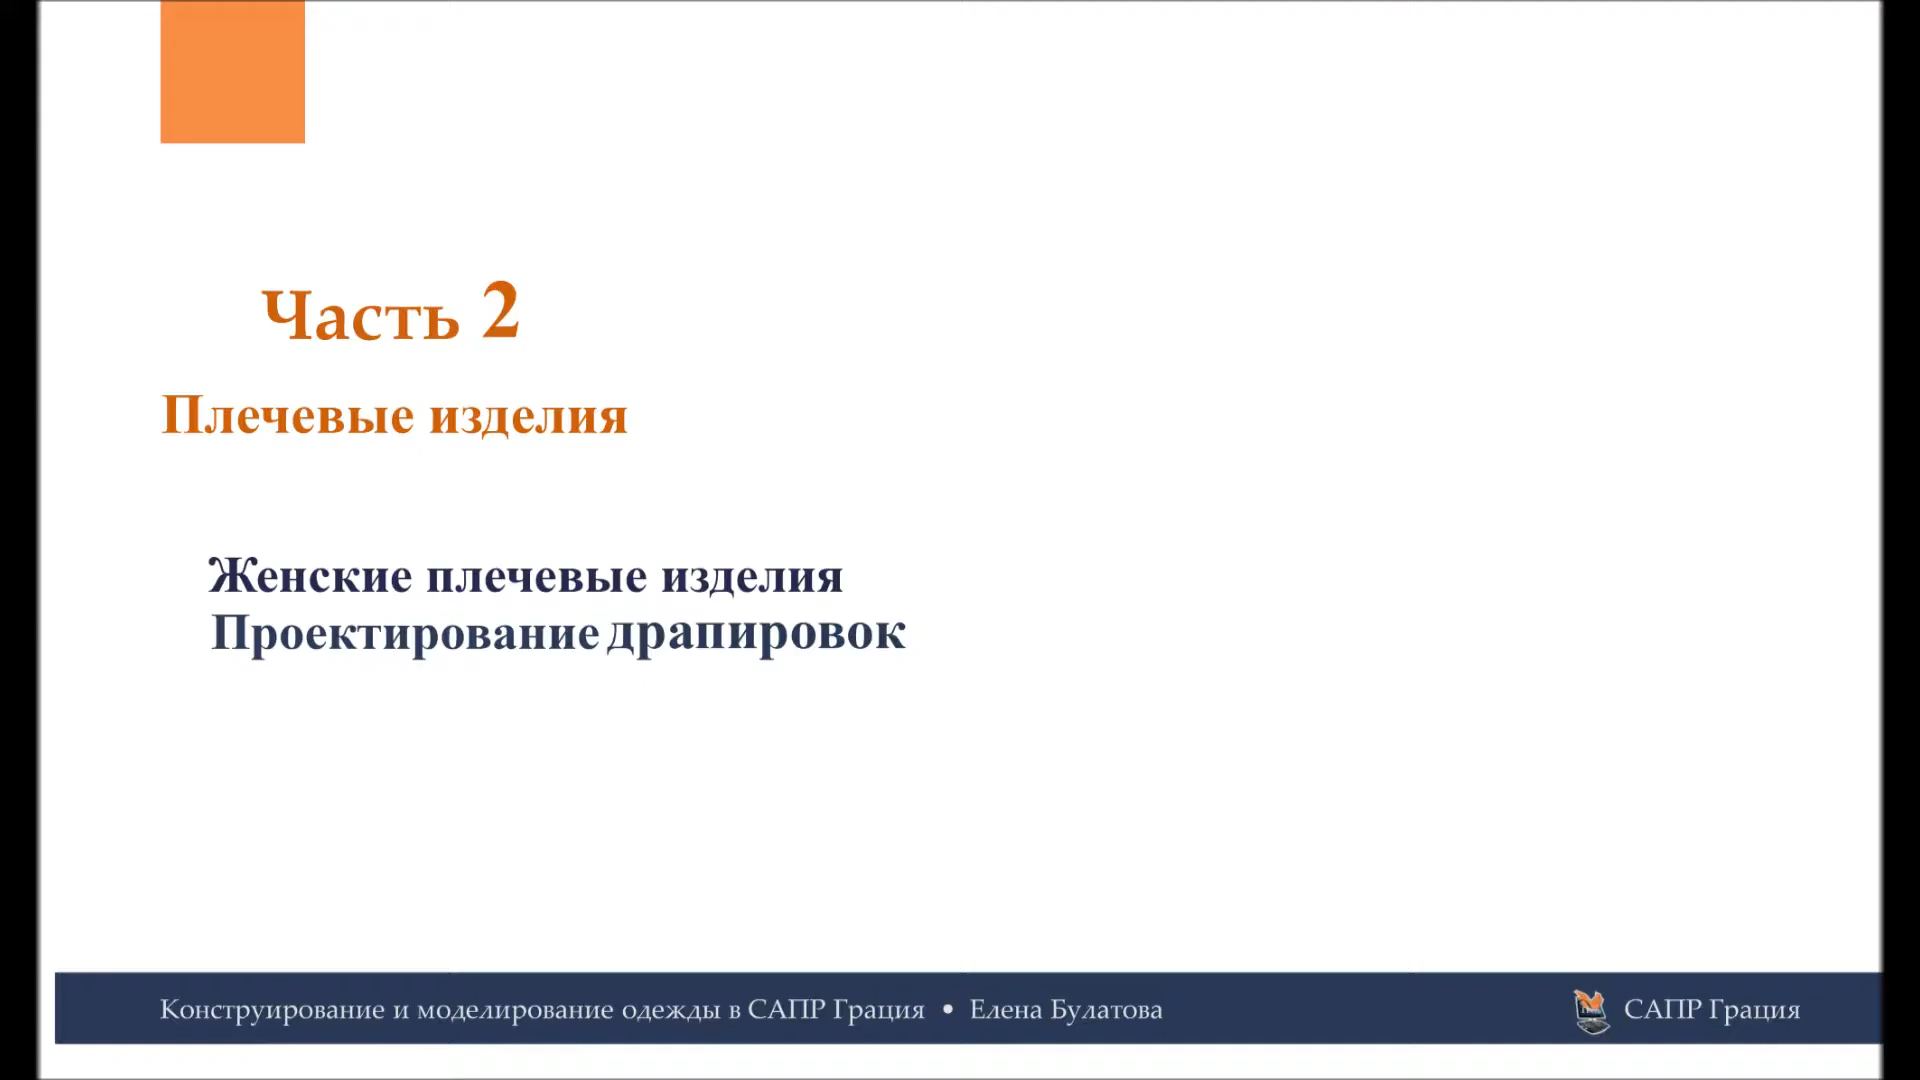 Часть 2
Плечевые изделия
Женские плечевые изделия
Проектирование драпировок
Конструирование и моделирование одежды в САПР Грация • Елена Булатова
САПР Грация